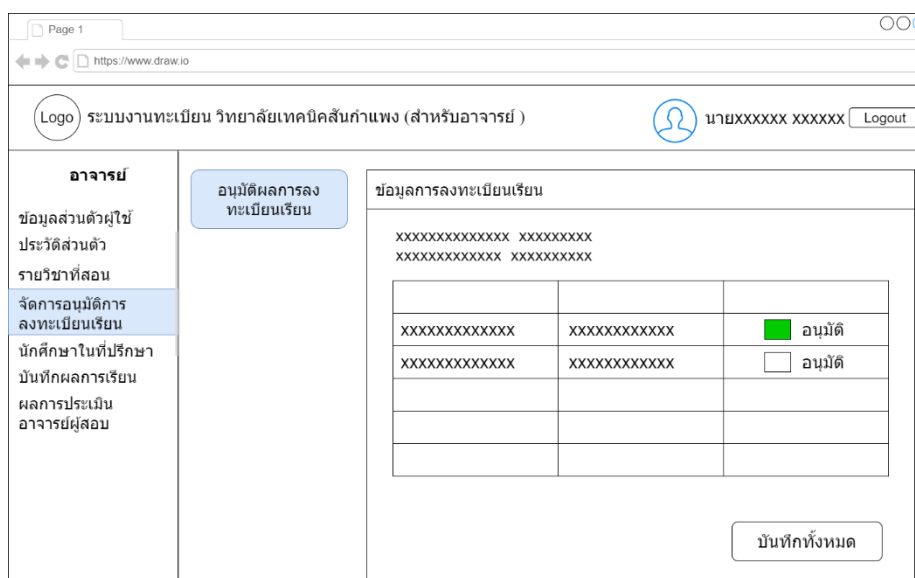 Page 1
https://www.draw.io
Logo ระบบงานทะเบียน วิทยาลัยเทคนิคสันกำแพง (สำหรับอาจารย์ )
นายxxxxxx xxxxxx Logout
อาจารย์
ข้อมูลส่วนตัวผู้ใช้
ประวัติส่วนตัว
รายวิชาที่สอน
จัดการอนุมัติการ
ลงทะเบียนเรียน
นักศึกษาในที่ปรึกษา
บันทึกผลการเรียน
ผลการประเมิน
อาจารย์ผู้สอบ
อนุมัติผลการลง
ทะเบียนเรียน
ข้อมูลการลงทะเบียนเรียน
xxxxxxxxxxxxxx xxxxxxxxx
xxxxxxxxxxxxx xxxxxxxxxx
xxxxxxxxxxxxx xxxxxxxxxxxx อนุมัติ
xxxxxxxxxxxxx xxxxxxxxxxxx อนุมัติ
บันทึกทั้งหมด